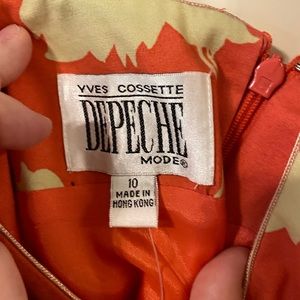 YVES COSSETTE
DEPECHE
MODE®
10
MADE IN
HONG KONG